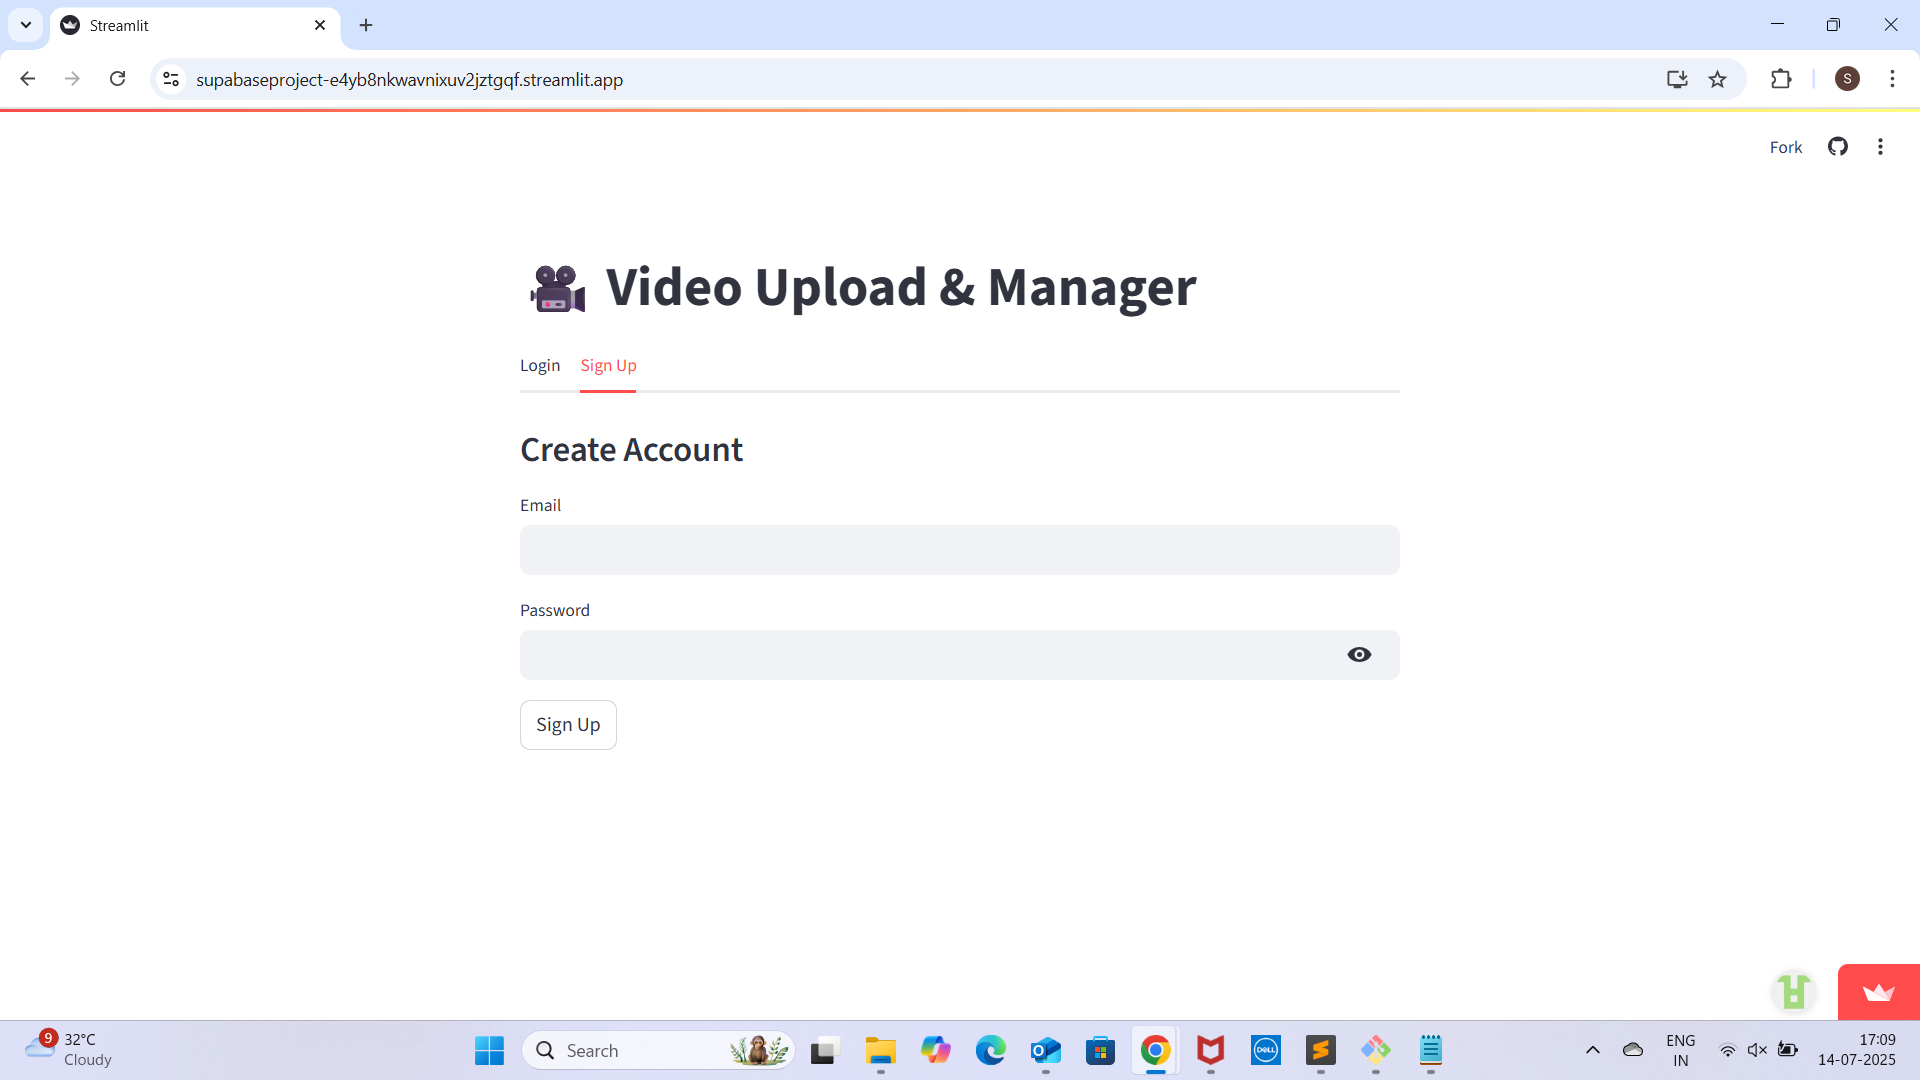 Streamlit
supabaseproject-e4yb8nkwavnixuv2jztgqf.streamlit.app
S
Fork
Video Upload & Manager
Login Sign Up
Create Account
Email
Password
Sign Up
9
32°C
Cloudy
Search
DELL
ENG
IN
17:09
14-07-2025